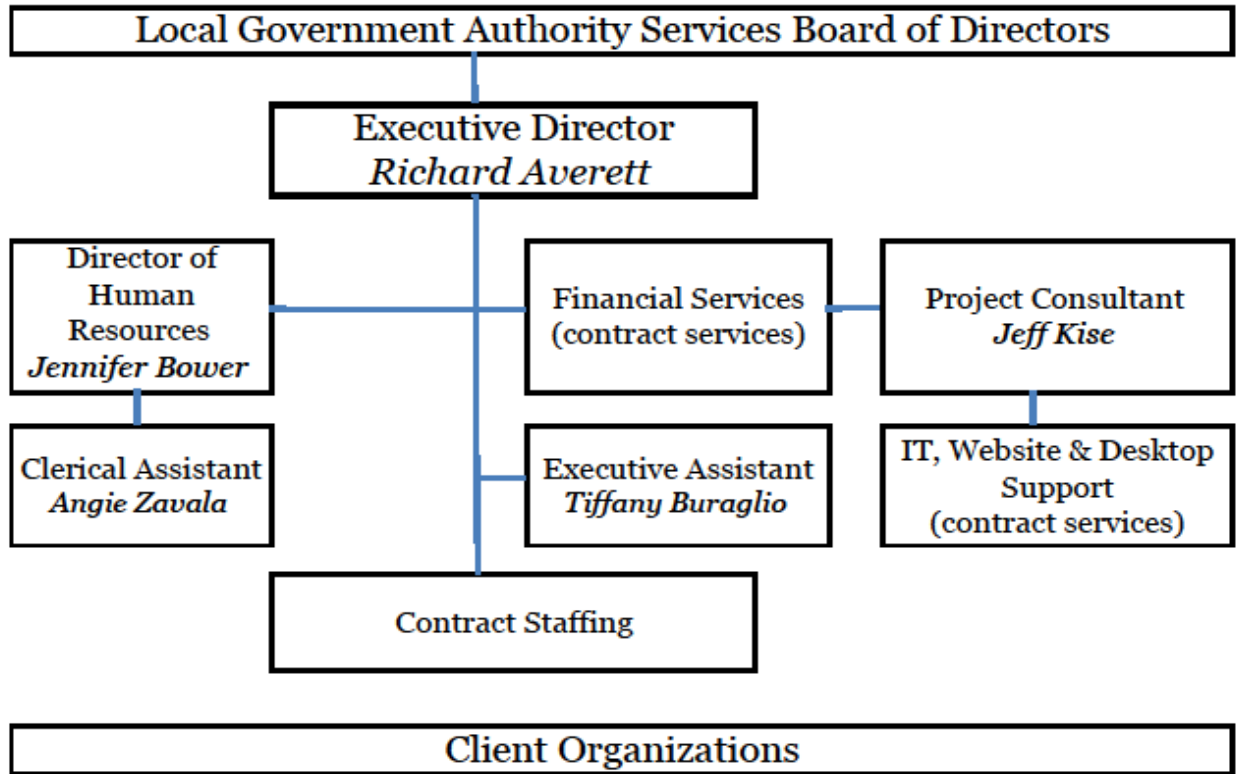 Local Government Authority Services Board of Directors
Executive Director
Richard Averett
Director of
Human
Resources
Jennifer Bower
Financial Services
(contract services)
Project Consultant
Jeff Kise
Clerical Assistant
Angie Zavala
Executive Assistant
Tiffany Buraglio
IT, Website & Desktop
Support
(contract services)
Contract Staffing
Client Organizations